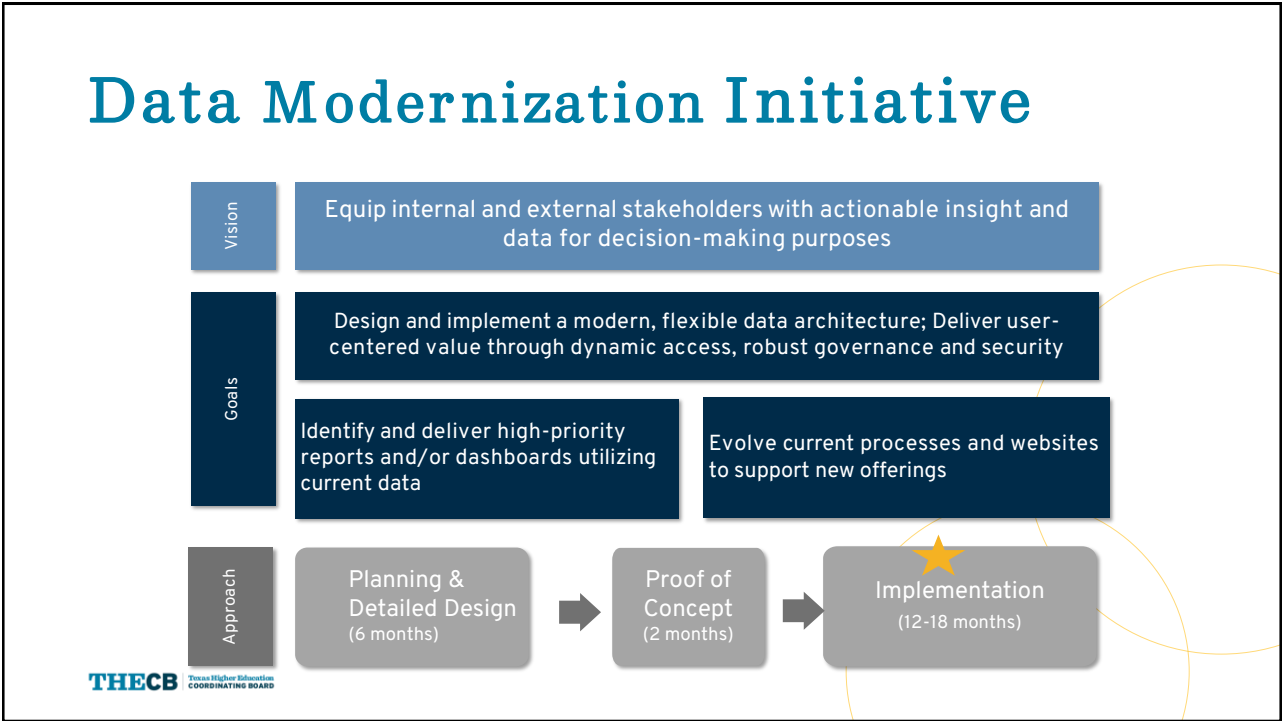 Data Modernization Initiative
Vision
Equip internal and external stakeholders with actionable insight and
data for decision-making purposes
Goals
Design and implement a modern, flexible data architecture; Deliver user-
centered value through dynamic access, robust governance and security
Identify and deliver high-priority
reports and/or dashboards utilizing
current data
Evolve current processes and websites
to support new offerings
Approach
Planning &
Detailed Design
(6 months)
Proof of
Concept
(2 months)
Implementation
(12-18 months)
THECB
Texas Higher Education
COORDINATING BOARD